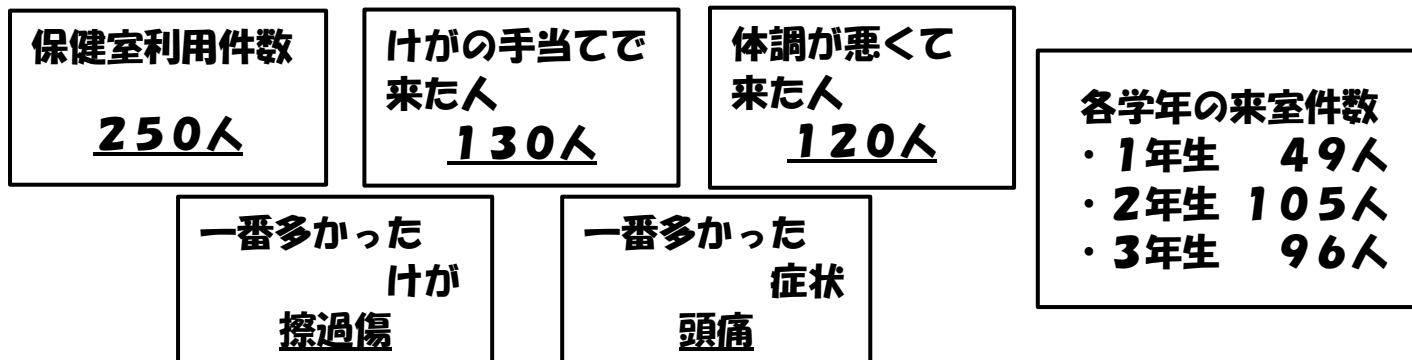 保健室利用件数
２５０人
けがの手当てで
来た人
１３０人
体調が悪くて
来た人
１２０人
各学年の来室件数
・１年生　４９人
・２年生　１０５人
・３年生　９６人
一番多かった
けが
擦過傷
一番多かった
症状
頭痛